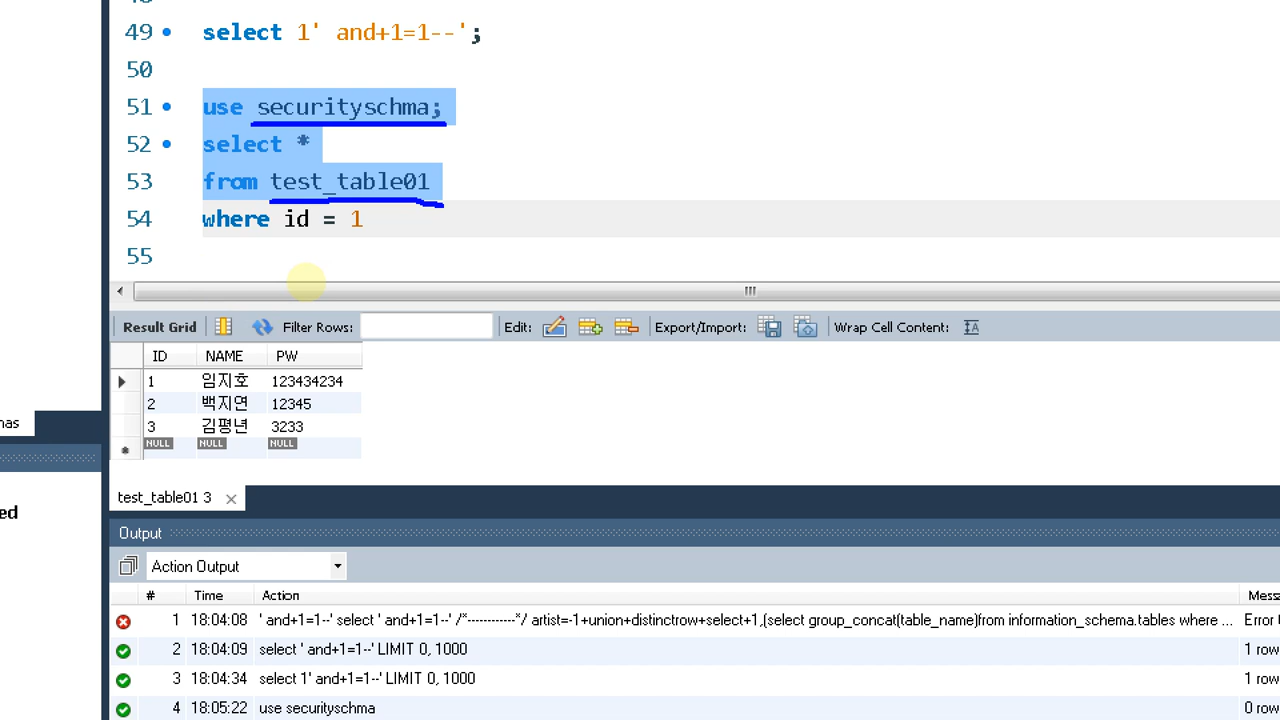 49 select 1' and+1=1--';
50
51 use securityschma;
52 select *
53 from test_table01
54 where id = 1
55
Result Grid Filter Rows: Edit: Export/Import: Wrap Cell Content:
ID NAME PW
1 임지호 123434234
2 백지연 12345
3 김평년 3233
NULL NULL NULL
nas
test_table01 3
ed
Output
Action Output
# Time Action Messa
1 18:04:08 ' and+1=1--' select ' and+1=1--' /*-----------*/ artist=-1+union+distinctrow+select+1,(select group_concat(table_name)from information_schema.tables where ... Error
2 18:04:09 select ' and+1=1--' LIMIT 0, 1000 1 row
3 18:04:34 select 1' and+1=1--' LIMIT 0, 1000 1 row
4 18:05:22 use securityschma 0 row